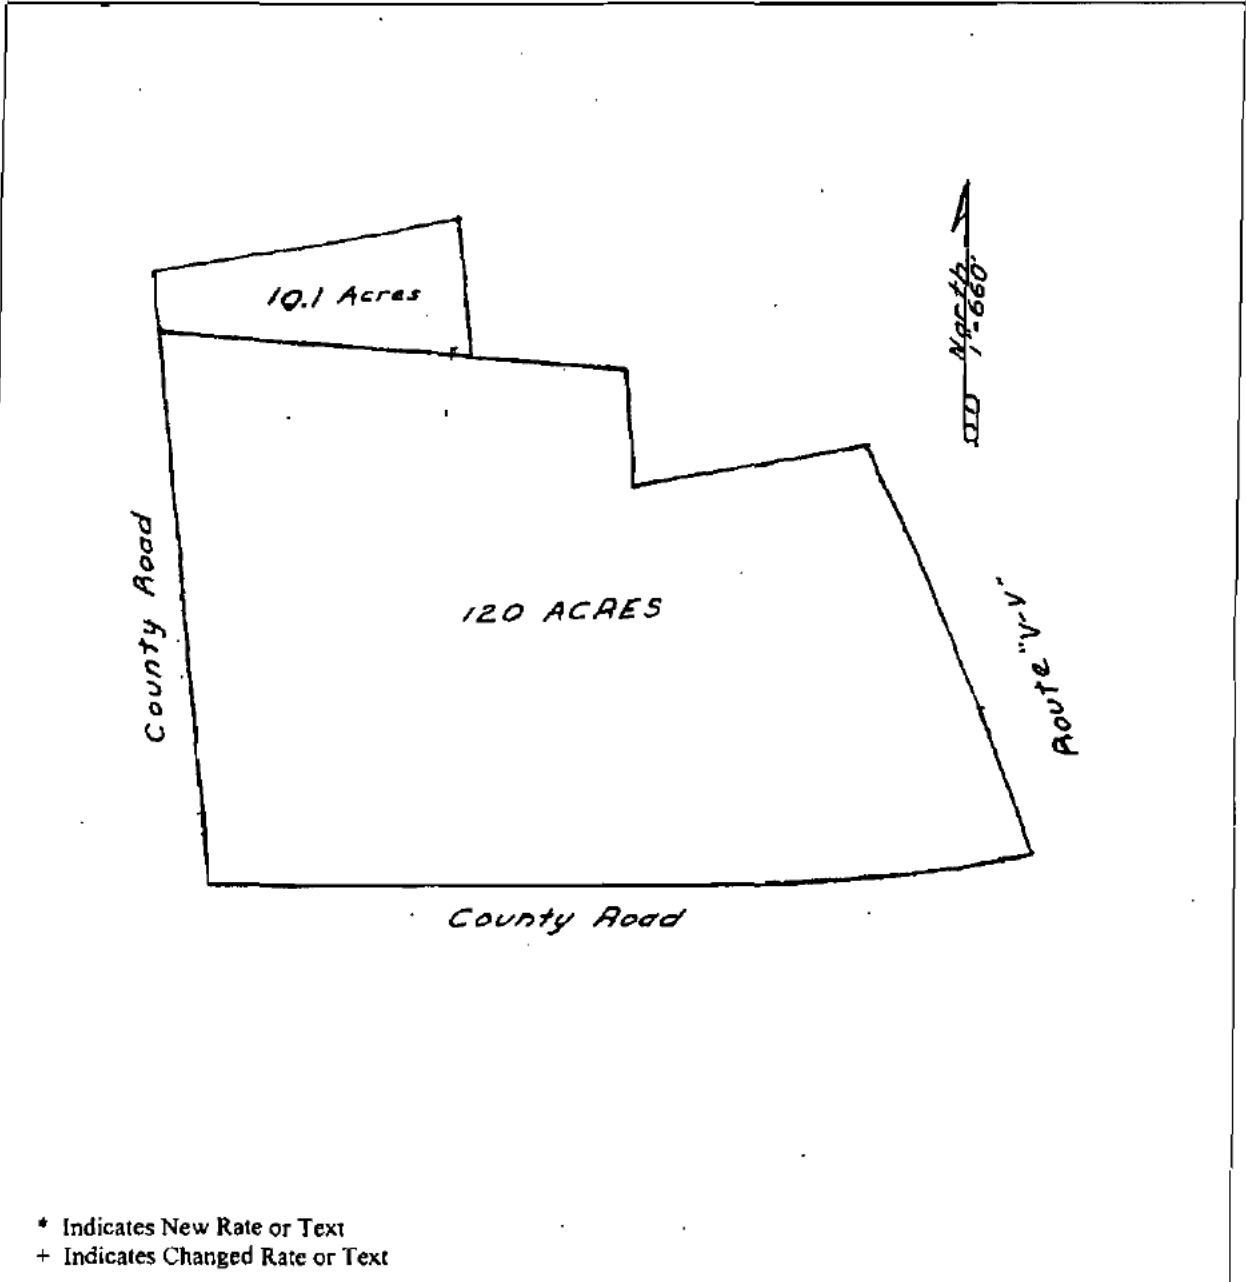 10.1 Acres
North
1"-660'
120 ACRES
County Road
Route "V-V"
County Road
* Indicates New Rate or Text
+ Indicates Changed Rate or Text